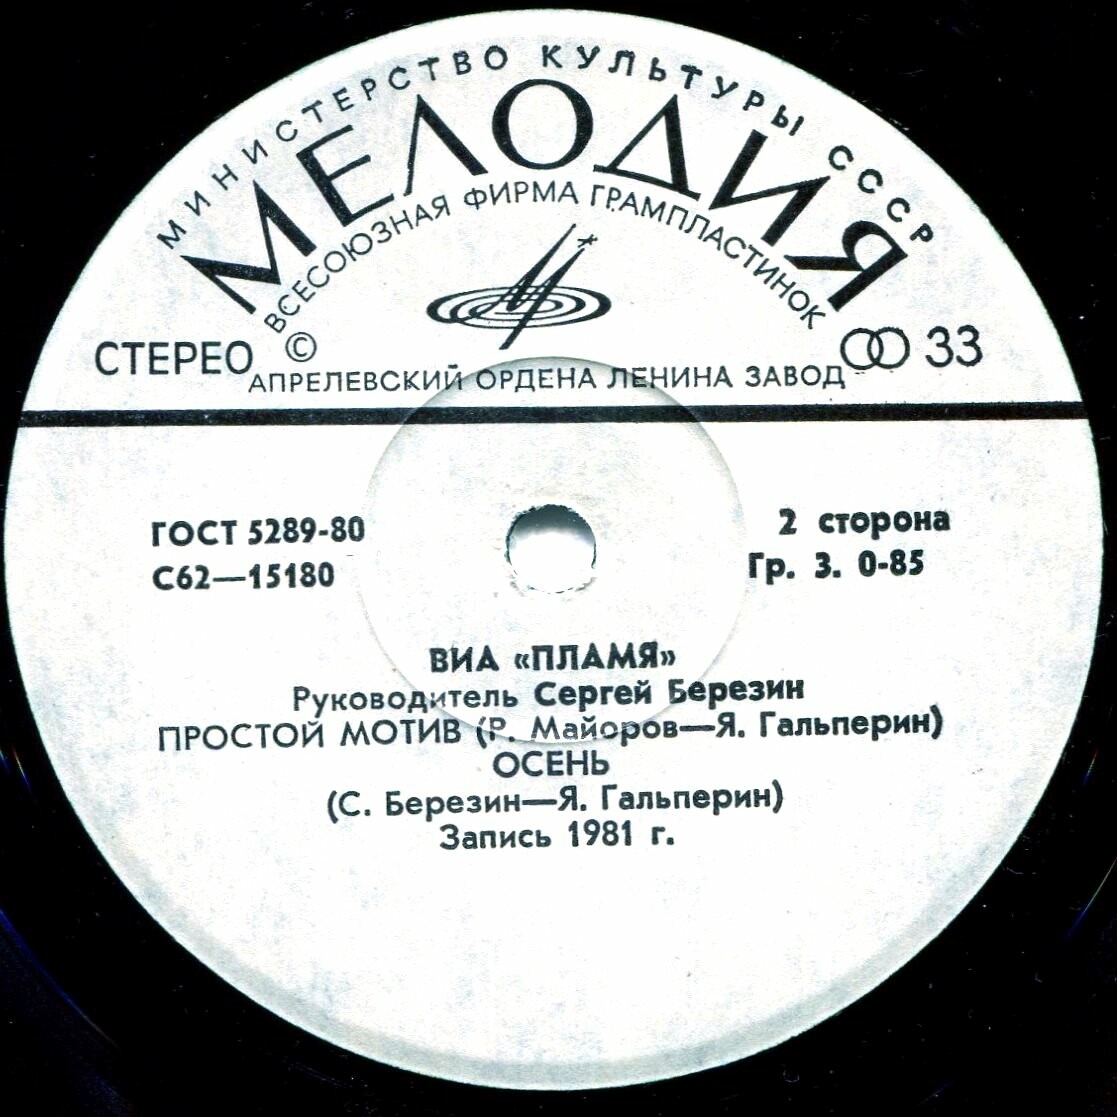 МИНИСТЕРСТВО КУЛЬТУРЫ СССР
МЕЛОДИЯ
ВСЕСОЮЗНАЯ ФИРМА ГРАМПЛАСТИНОК
СТЕРЕО
©
33
АПРЕЛЕВСКИЙ ОРДЕНА ЛЕНИНА ЗАВОД
ГОСТ 5289-80
С62—15180
2 сторона
Гр. 3. 0-85
ВИА «ПЛАМЯ»
Руководитель Сергей Березин
ПРОСТОЙ МОТИВ (Р. Майоров—Я. Гальперин)
ОСЕНЬ
(С. Березин—Я. Гальперин)
Запись 1981 г.